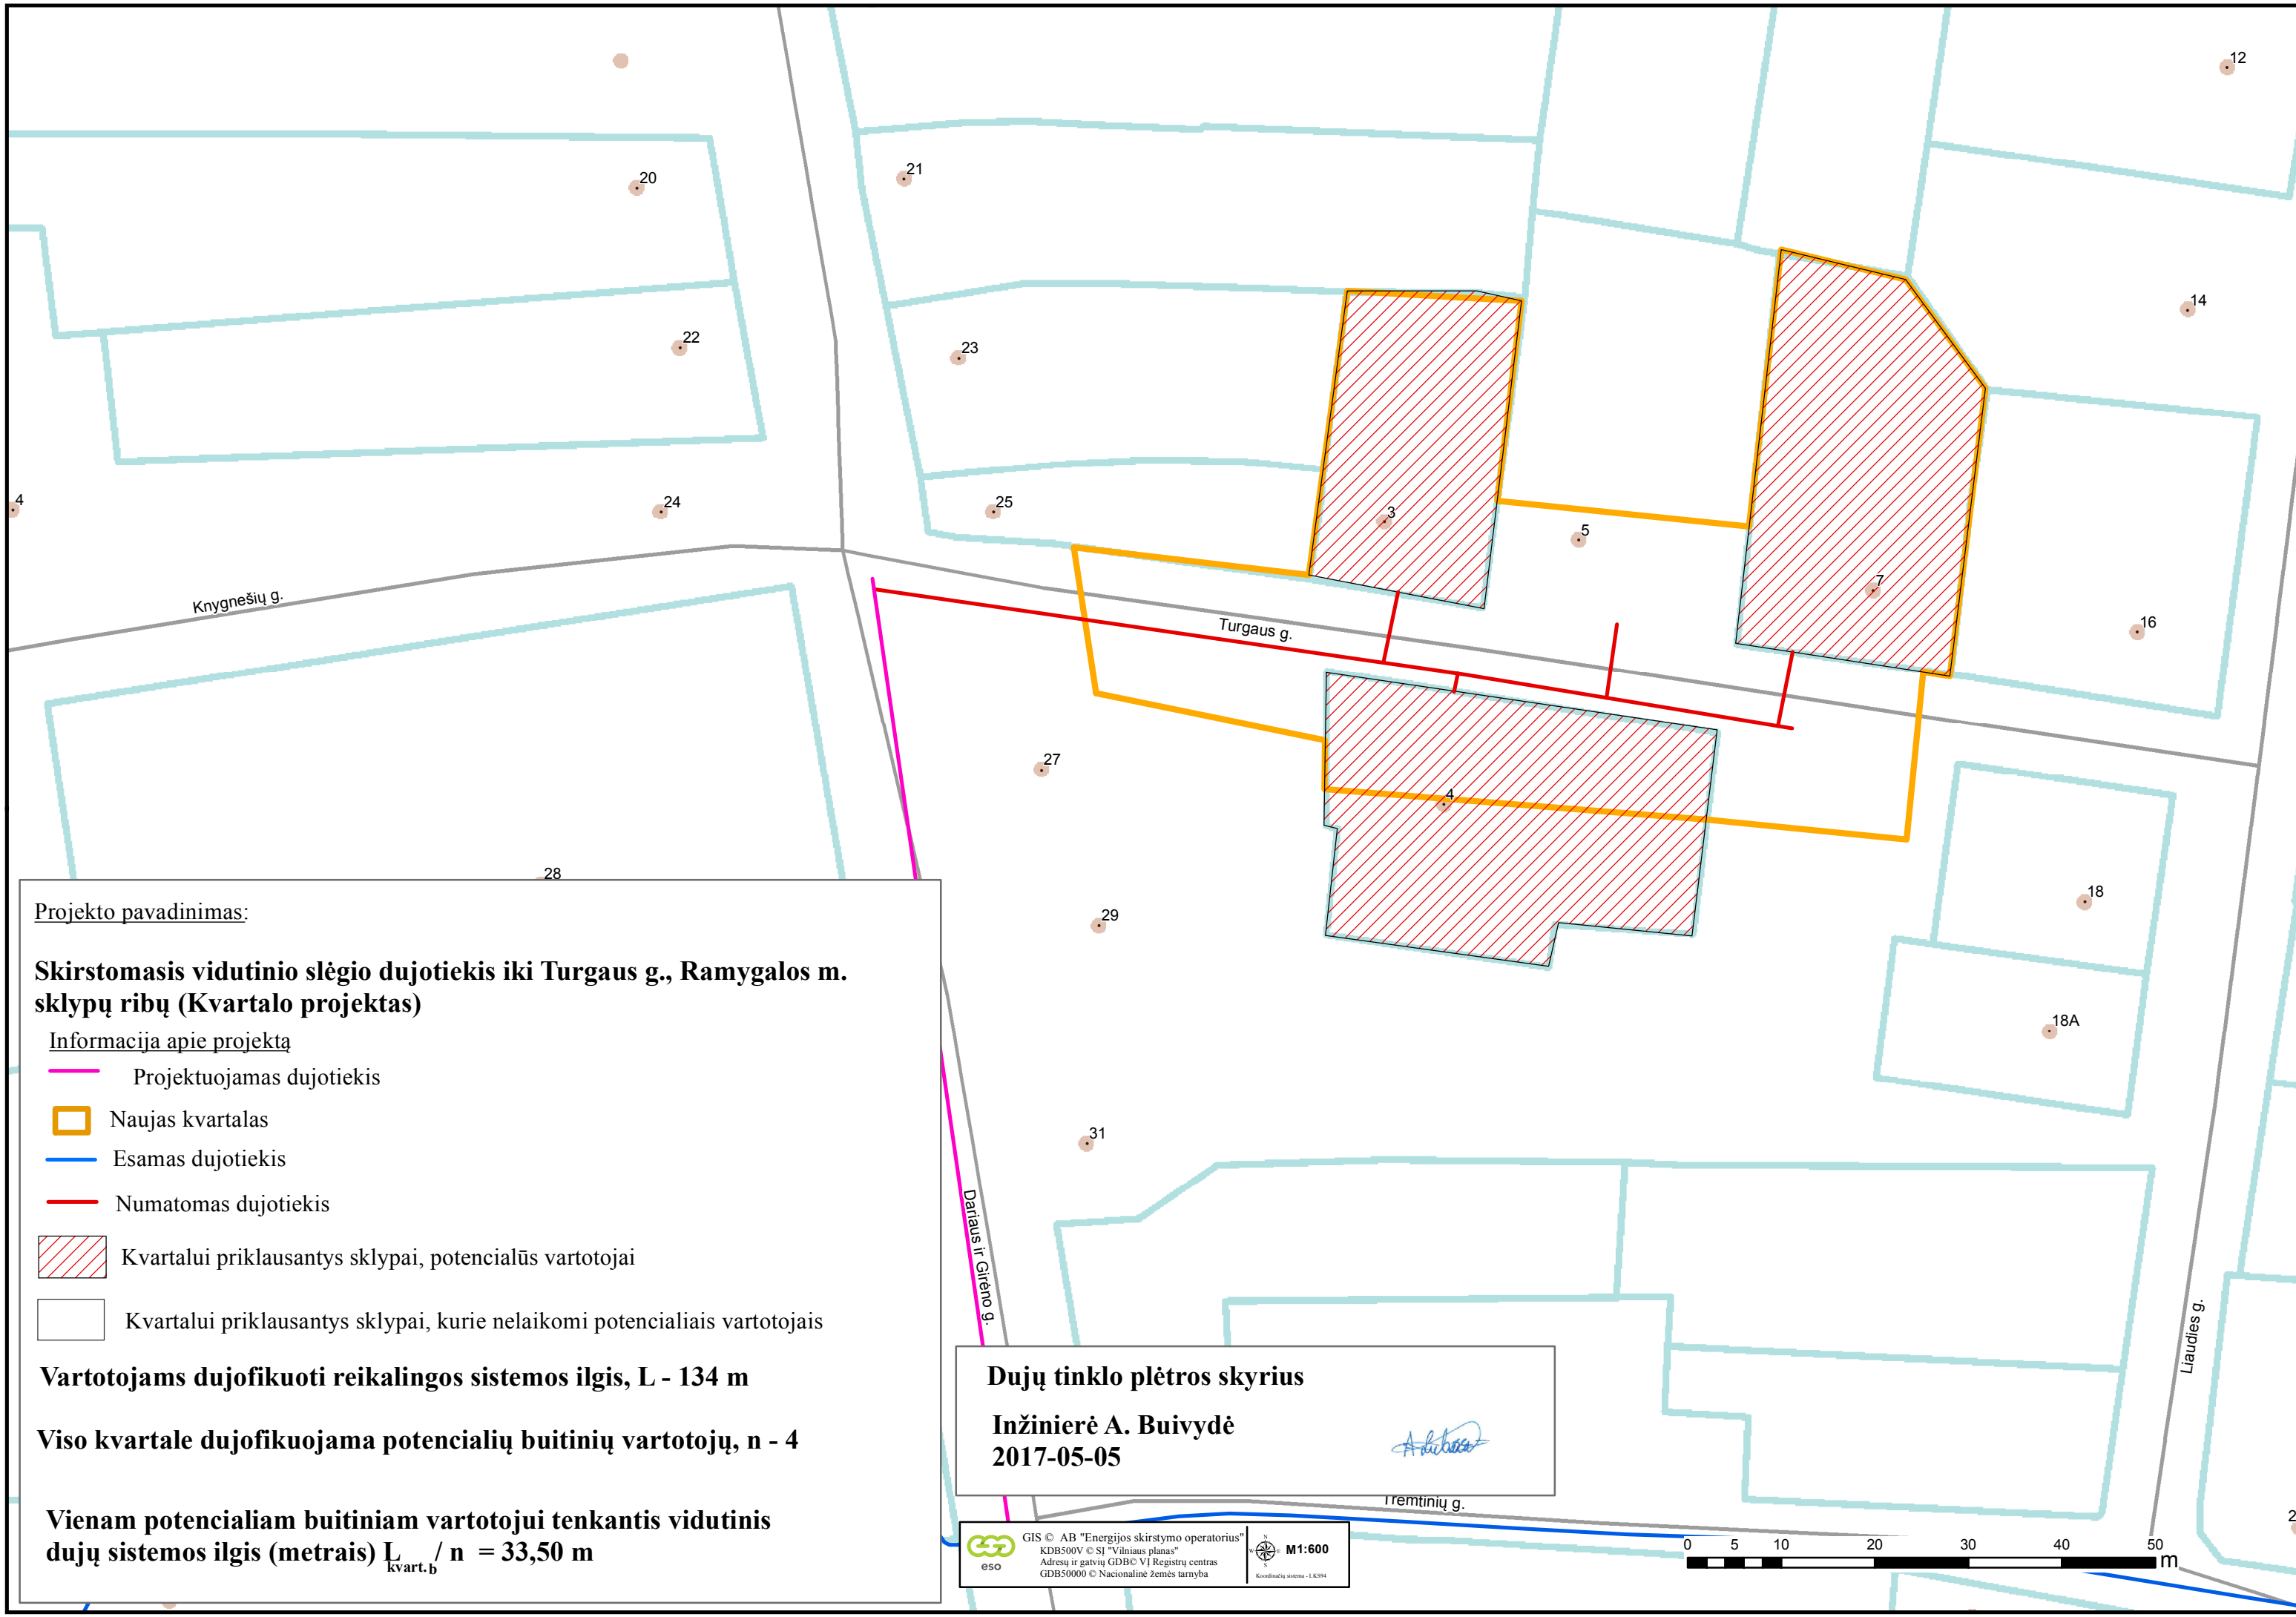 12
20
21
22
23
14
24
25
3
5
7
16
4
Knygnešių g.
Turgaus g.
27
4
28
29
18
18A
31
Dariaus ir Girėno g.
Liaudies g.
Tremtinių g.
2
Projekto pavadinimas:
Skirstomasis vidutinio slėgio dujotiekis iki Turgaus g., Ramygalos m.
sklypų ribų (Kvartalo projektas)
Informacija apie projektą
Projektuojamas dujotiekis
Naujas kvartalas
Esamas dujotiekis
Numatomas dujotiekis
Kvartalui priklausantys sklypai, potencialūs vartotojai
Kvartalui priklausantys sklypai, kurie nelaikomi potencialiais vartotojais
Vartotojams dujofikuoti reikalingos sistemos ilgis, L - 134 m
Viso kvartale dujofikuojama potencialių buitinių vartotojų, n - 4
Vienam potencialiam buitiniam vartotojui tenkantis vidutinis
dujų sistemos ilgis (metrais) L kvart.b / n = 33,50 m
Dujų tinklo plėtros skyrius
Inžinierė A. Buivydė
2017-05-05
eso
GIS © AB "Energijos skirstymo operatorius"
KDB500V © SĮ "Vilniaus planas"
Adresų ir gatvių GDB© VĮ Registrų centras
GDB50000 © Nacionalinė žemės tarnyba
N
W E
S
M1:600
Koordinačių sistema - LKS94
0 5 10 20 30 40 50
m